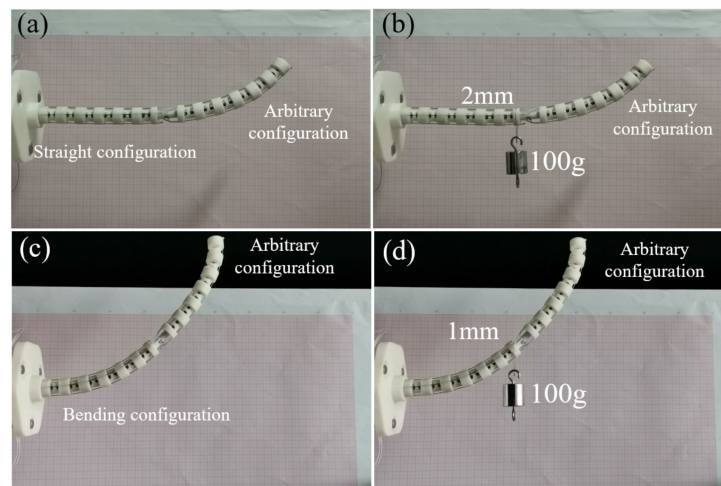 (a)
Arbitrary
configuration
Straight configuration
(b)
2mm
Arbitrary
configuration
100g
(c)
Arbitrary
configuration
Bending configuration
(d)
Arbitrary
configuration
1mm
100g